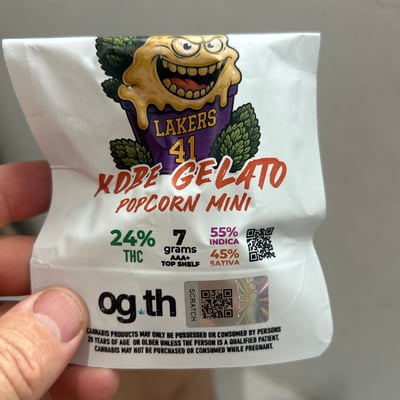 LAKERS
41
XOBE GELATO
POPCORN MINI
24%
THC
7
grams
AAA+
TOP SHELF
55%
INDICA
45%
SATIVA
og.th
SCRATCH
CANNABIS PRODUCTS MAY ONLY BE POSSESSED OR CONSUMED BY PERSONS
20 YEARS OF AGE OR OLDER UNLESS THE PERSON IS A QUALIFIED PATIENT.
CANNABIS MAY NOT BE PURCHASED OR CONSUMED WHILE PREGNANT.